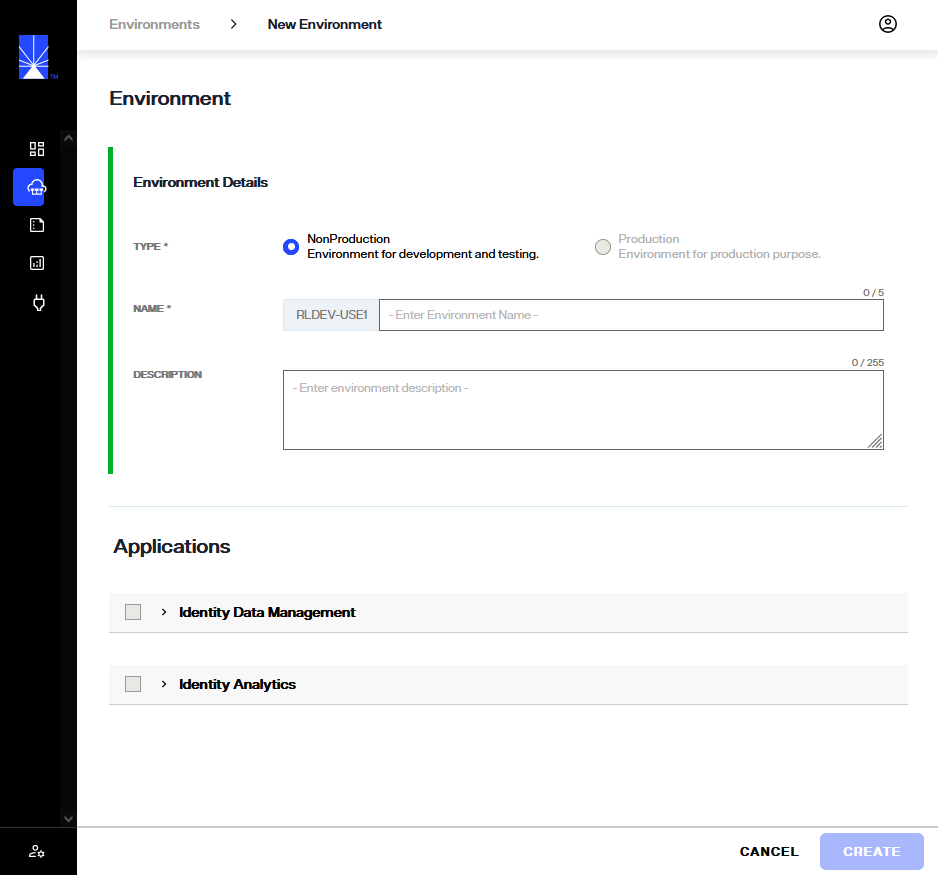 Environments > New Environment
TM
Environment
Environment Details
TYPE *
NonProduction
Environment for development and testing.
Production
Environment for production purpose.
0 / 5
NAME *
RLDEV-USE1
- Enter Environment Name -
0 / 255
DESCRIPTION
- Enter environment description -
Applications
Identity Data Management
Identity Analytics
CANCEL
CREATE